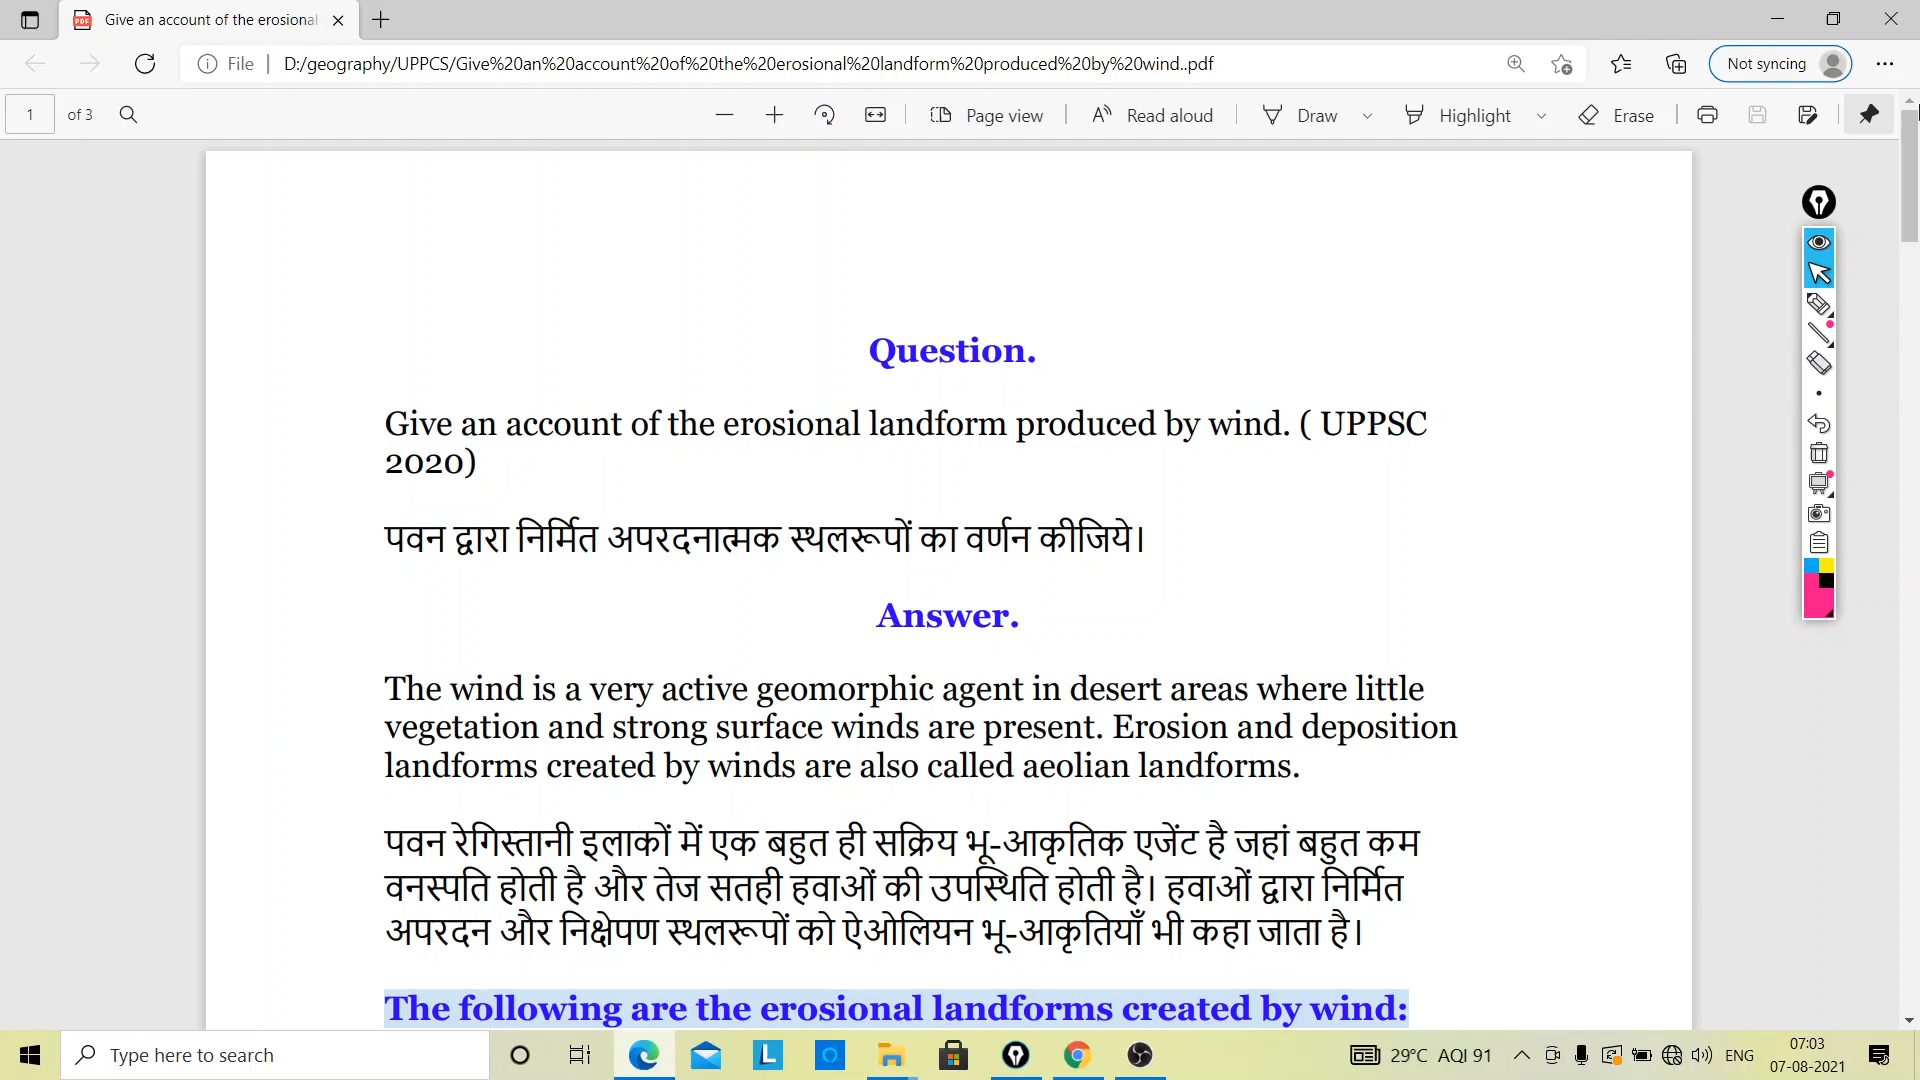 Give an account of the erosional
File
D:/geography/UPPCS/Give%20an%20account%20of%20the%20erosional%20landform%20produced%20by%20wind..pdf
Not syncing
1
of 3
Page view
Read aloud
Draw
Highlight
Erase
Question.
Give an account of the erosional landform produced by wind. ( UPPSC
2020)
पवन द्वारा निर्मित अपरदनात्मक स्थलरूपों का वर्णन कीजिये।
Answer.
The wind is a very active geomorphic agent in desert areas where little
vegetation and strong surface winds are present. Erosion and deposition
landforms created by winds are also called aeolian landforms.
पवन रेगिस्तानी इलाकों में एक बहुत ही सक्रिय भू-आकृतिक एजेंट है जहां बहुत कम
वनस्पति होती है और तेज सतही हवाओं की उपस्थिति होती है। हवाओं द्वारा निर्मित
अपरदन और निक्षेपण स्थलरूपों को ऐओलियन भू-आकृतियाँ भी कहा जाता है।
The following are the erosional landforms created by wind:
Type here to search
29°C AQI 91
ENG
07:03
07-08-2021